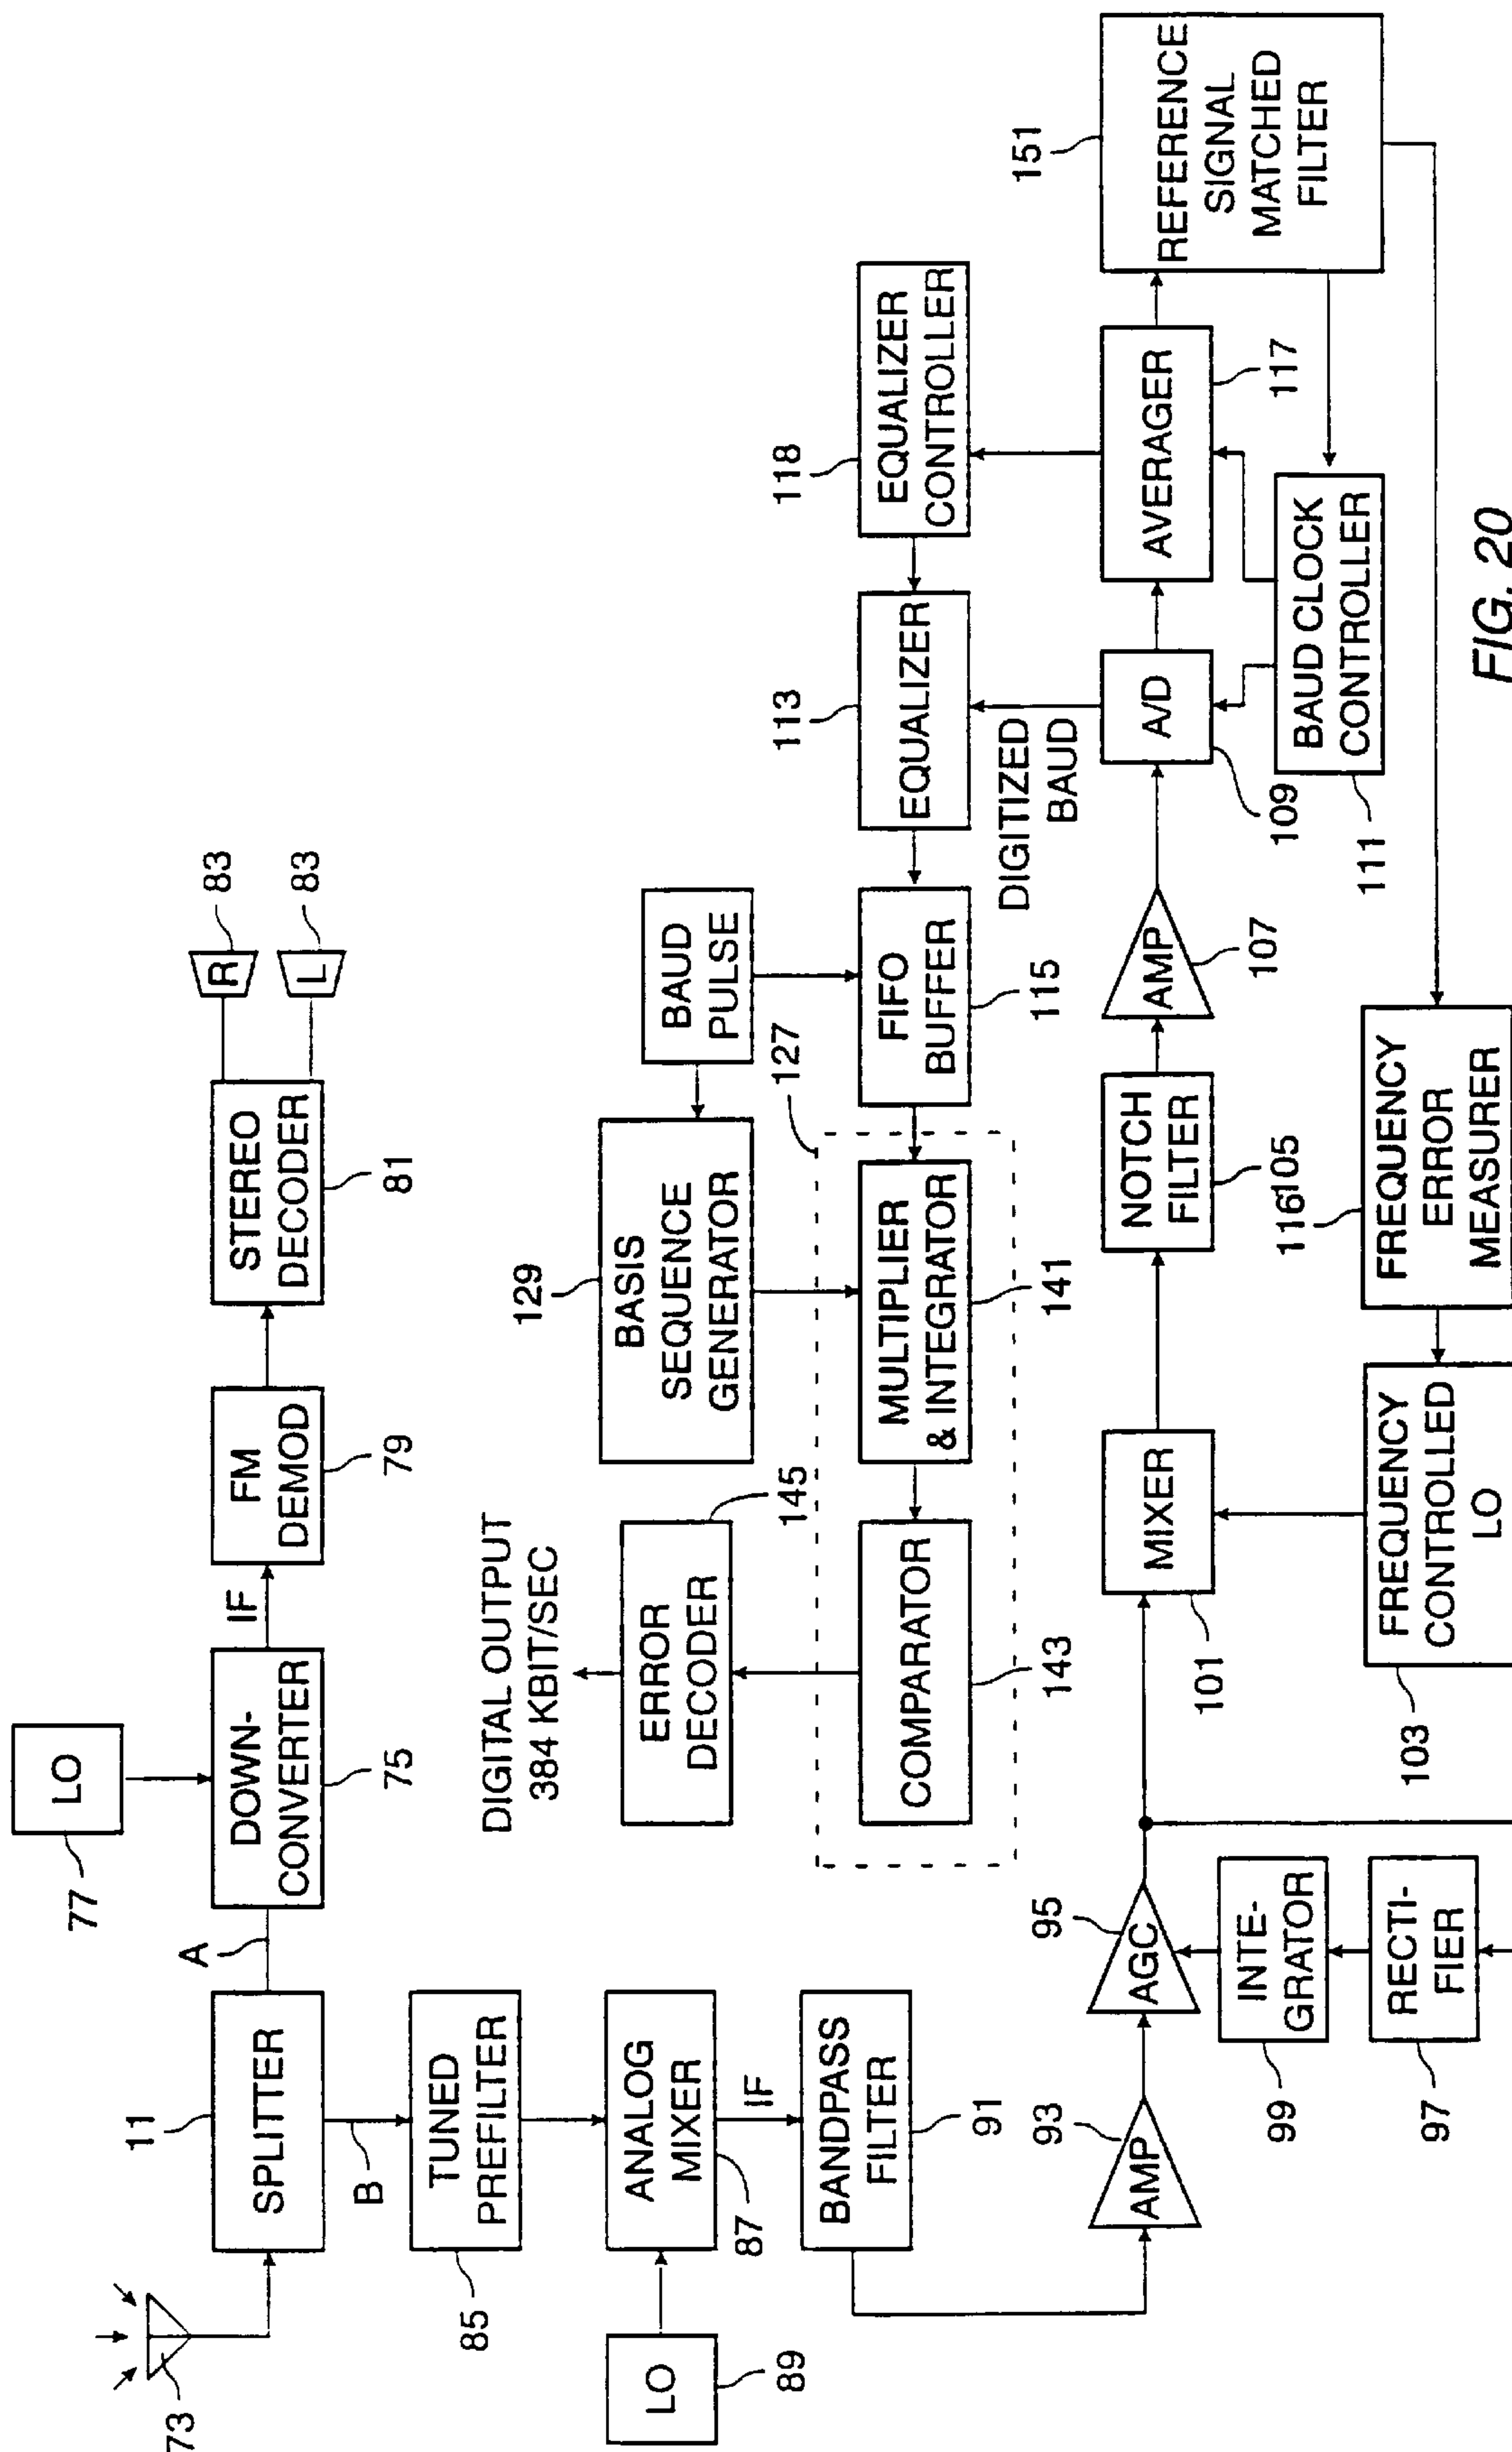 73
11
SPLITTER
A
B
LO
77
DOWN-
CONVERTER
75
IF
FM
DEMOD
79
STEREO
DECODER
81
R
83
L
83
TUNED
PREFILTER
85
ANALOG
MIXER
87
LO
89
IF
BANDPASS
FILTER
91
DIGITAL OUTPUT
384 KBIT/SEC
ERROR
DECODER
145
129
BASIS
SEQUENCE
GENERATOR
BAUD
PULSE
127
COMPARATOR
143
MULTIPLIER
& INTEGRATOR
141
FIFO
BUFFER
115
113
EQUALIZER
118
EQUALIZER
CONTROLLER
DIGITIZED
BAUD
93
AMP
95
AGC
INTE-
GRATOR
99
RECTI-
FIER
97
MIXER
101
NOTCH
FILTER
105
AMP
107
A/D
109
AVERAGER
117
151
REFERENCE
SIGNAL
MATCHED
FILTER
BAUD CLOCK
CONTROLLER
111
FREQUENCY
CONTROLLED
LO
103
116
FREQUENCY
ERROR
MEASURER
FIG. 20